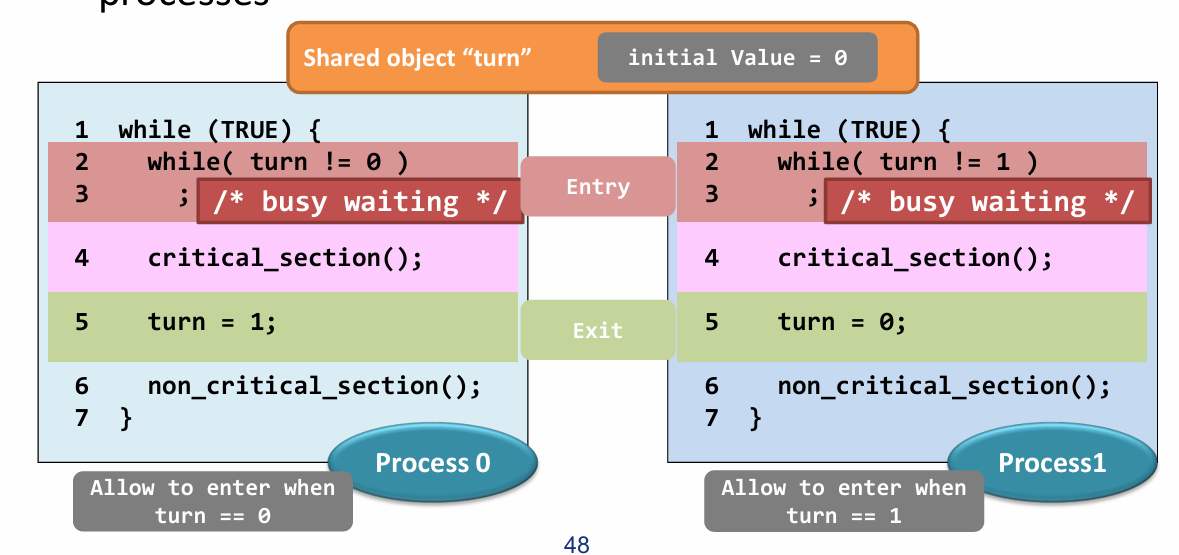 processes
Shared object “turn” initial Value = 0
1 while (TRUE) {
2 while( turn != 0 )
3 ; /* busy waiting */
4 critical_section();
5 turn = 1;
6 non_critical_section();
7 }
Process 0
Allow to enter when
turn == 0
Entry
Exit
1 while (TRUE) {
2 while( turn != 1 )
3 ; /* busy waiting */
4 critical_section();
5 turn = 0;
6 non_critical_section();
7 }
Process1
Allow to enter when
turn == 1
48